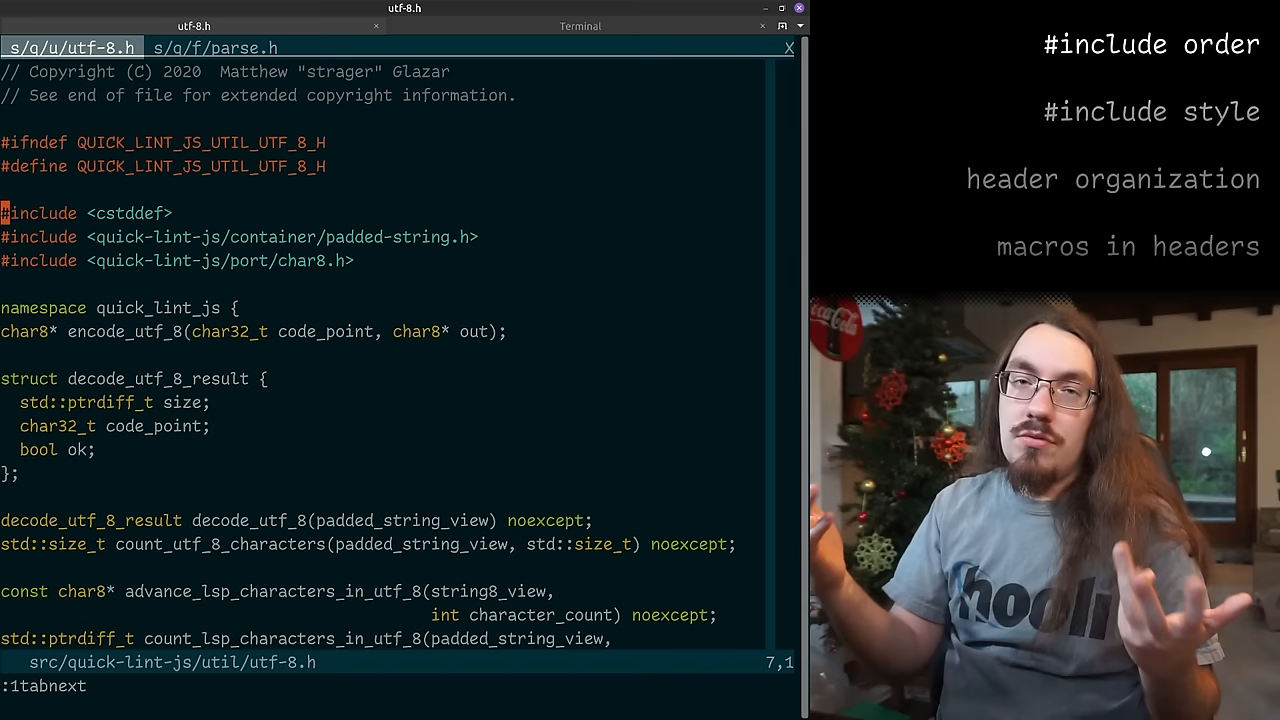 utf-8.h
utf-8.h × Terminal ×
s/q/u/utf-8.h s/q/f/parse.h X
// Copyright (C) 2020  Matthew "strager" Glazar
// See end of file for extended copyright information.
#ifndef QUICK_LINT_JS_UTIL_UTF_8_H
#define QUICK_LINT_JS_UTIL_UTF_8_H
#include <cstddef>
#include <quick-lint-js/container/padded-string.h>
#include <quick-lint-js/port/char8.h>
namespace quick_lint_js {
char8* encode_utf_8(char32_t code_point, char8* out);
struct decode_utf_8_result {
  std::ptrdiff_t size;
  char32_t code_point;
  bool ok;
};
decode_utf_8_result decode_utf_8(padded_string_view) noexcept;
std::size_t count_utf_8_characters(padded_string_view, std::size_t) noexcept;
const char8* advance_lsp_characters_in_utf_8(string8_view,
                                             int character_count) noexcept;
std::ptrdiff_t count_lsp_characters_in_utf_8(padded_string_view,
src/quick-lint-js/util/utf-8.h 7,1
:1tabnext
#include order
#include style
header organization
macros in headers
Coca-Cola
hooli